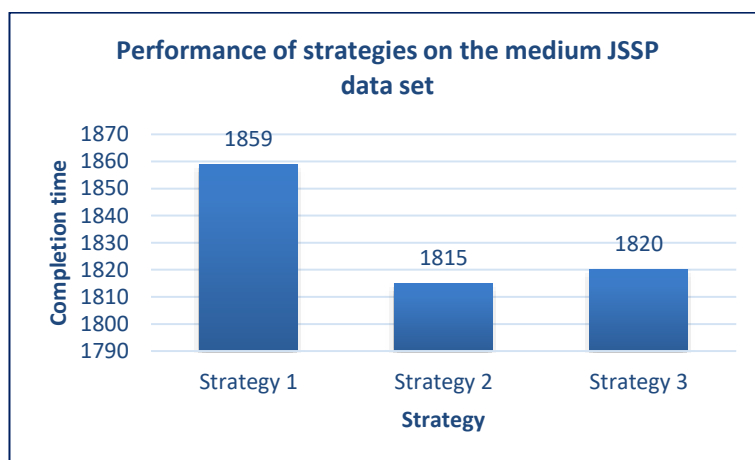 Performance of strategies on the medium JSSP
data set
Completion time
1870
1860
1850
1840
1830
1820
1810
1800
1790
1859
1815
1820
Strategy 1
Strategy 2
Strategy 3
Strategy